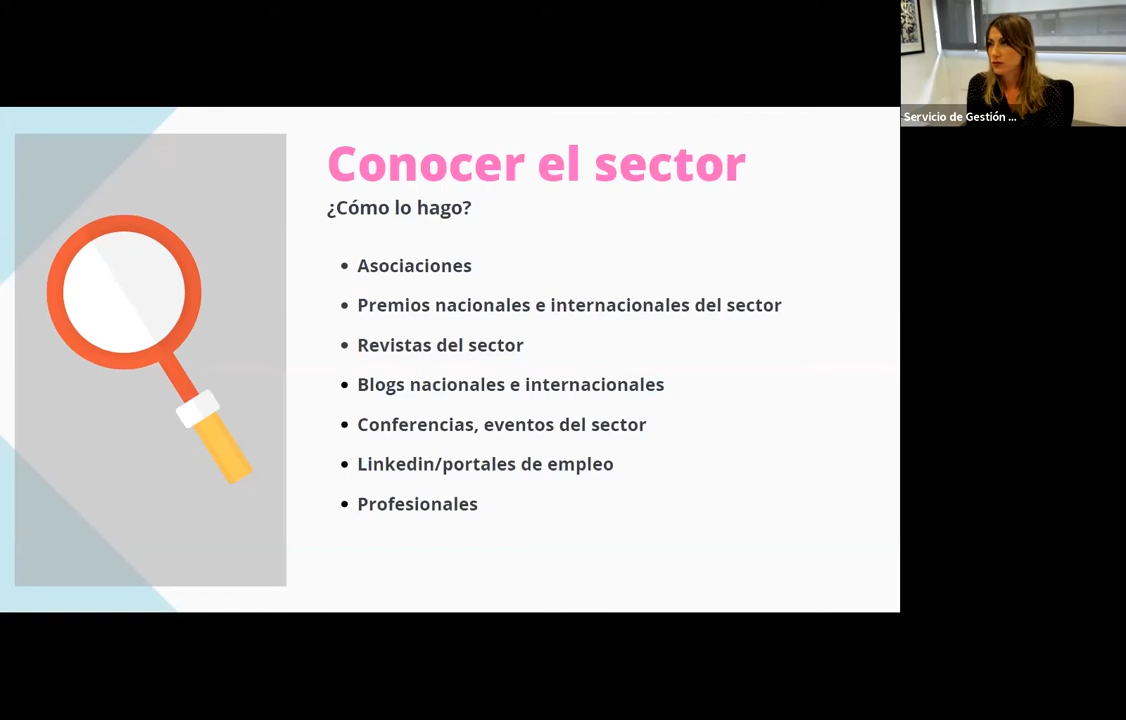 Servicio de Gestión ...
Conocer el sector
¿Cómo lo hago?
• Asociaciones
• Premios nacionales e internacionales del sector
• Revistas del sector
• Blogs nacionales e internacionales
• Conferencias, eventos del sector
• Linkedin/portales de empleo
• Profesionales